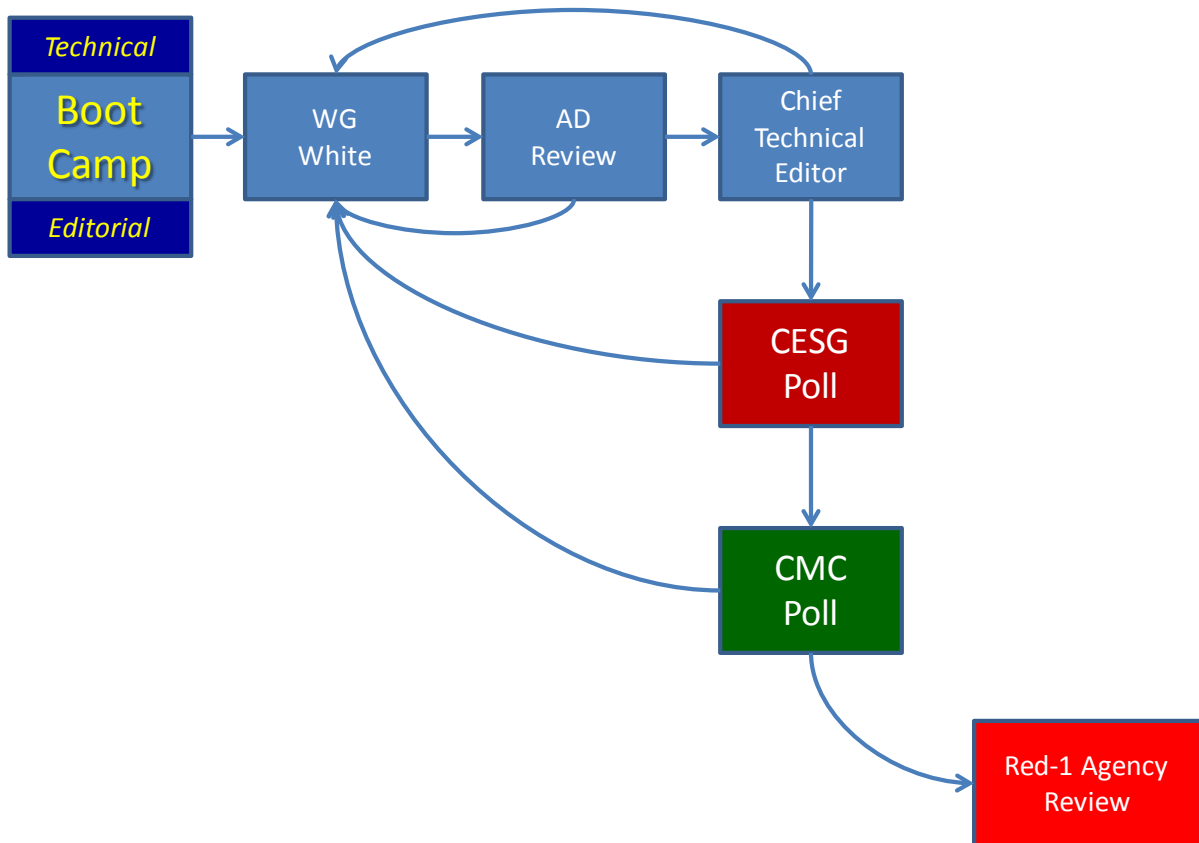 Technical
Boot
Camp
Editorial
WG
White
AD
Review
Chief
Technical
Editor
CESG
Poll
CMC
Poll
Red-1 Agency
Review